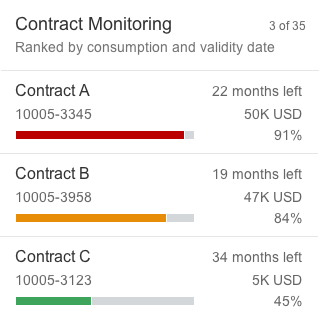 Contract Monitoring 3 of 35
Ranked by consumption and validity date
Contract A 22 months left
10005-3345 50K USD
91%
Contract B 19 months left
10005-3958 47K USD
84%
Contract C 34 months left
10005-3123 5K USD
45%